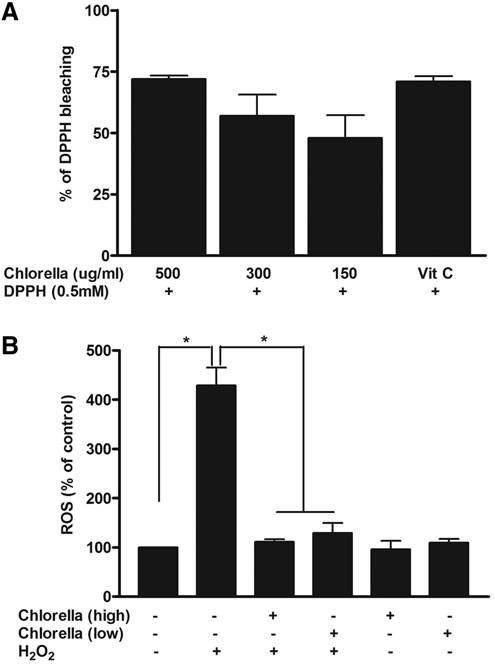 A
% of DPPH bleaching
100
75
50
25
0
Chlorella (ug/ml) 500 300 150 Vit C
DPPH (0.5mM) + + + +
B
ROS (% of control)
500
400
300
200
100
0
* *
Chlorella (high) - - + - + -
Chlorella (low) - - - + - +
H₂O₂ - + + + - -